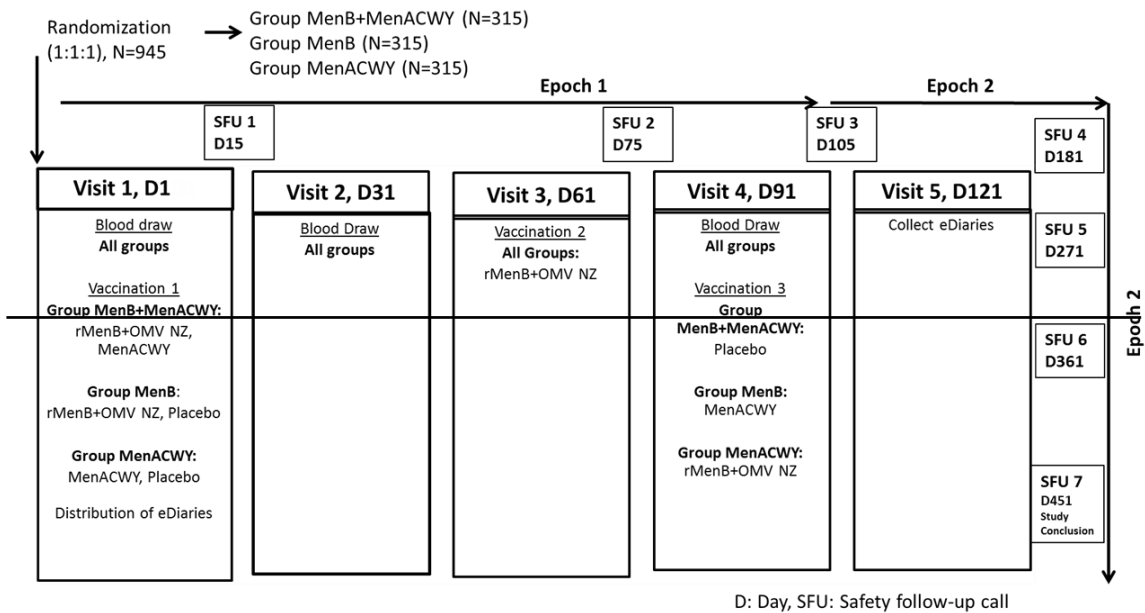 Randomization
(1:1:1), N=945
Group MenB+MenACWY (N=315)
Group MenB (N=315)
Group MenACWY (N=315)
Epoch 1
Epoch 2
SFU 1
D15
SFU 2
D75
SFU 3
D105
SFU 4
D181
Visit 1, D1
Blood draw
All groups
Vaccination 1
Group MenB+MenACWY:
rMenB+OMV NZ,
MenACWY
Group MenB:
rMenB+OMV NZ, Placebo
Group MenACWY:
MenACWY, Placebo
Distribution of eDiaries
Visit 2, D31
Blood Draw
All groups
Visit 3, D61
Vaccination 2
All Groups:
rMenB+OMV NZ
Visit 4, D91
Blood Draw
All groups
Vaccination 3
Group
MenB+MenACWY:
Placebo
Group MenB:
MenACWY
Group MenACWY:
rMenB+OMV NZ
Visit 5, D121
Collect eDiaries
SFU 5
D271
SFU 6
D361
SFU 7
D451
Study
Conclusion
Epoch 2
D: Day, SFU: Safety follow-up call